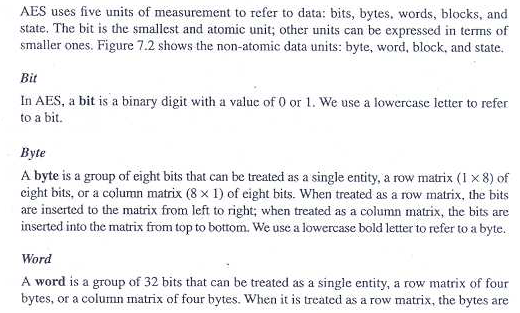 AES uses five units of measurement to refer to data: bits, bytes, words, blocks, and
state. The bit is the smallest and atomic unit; other units can be expressed in terms of
smaller ones. Figure 7.2 shows the non-atomic data units: byte, word, block, and state.
Bit
In AES, a bit is a binary digit with a value of 0 or 1. We use a lowercase letter to refer
to a bit.
Byte
A byte is a group of eight bits that can be treated as a single entity, a row matrix (1 × 8) of
eight bits, or a column matrix (8 × 1) of eight bits. When treated as a row matrix, the bits
are inserted to the matrix from left to right; when treated as a column matrix, the bits are
inserted into the matrix from top to bottom. We use a lowercase bold letter to refer to a byte.
Word
A word is a group of 32 bits that can be treated as a single entity, a row matrix of four
bytes, or a column matrix of four bytes. When it is treated as a row matrix, the bytes are